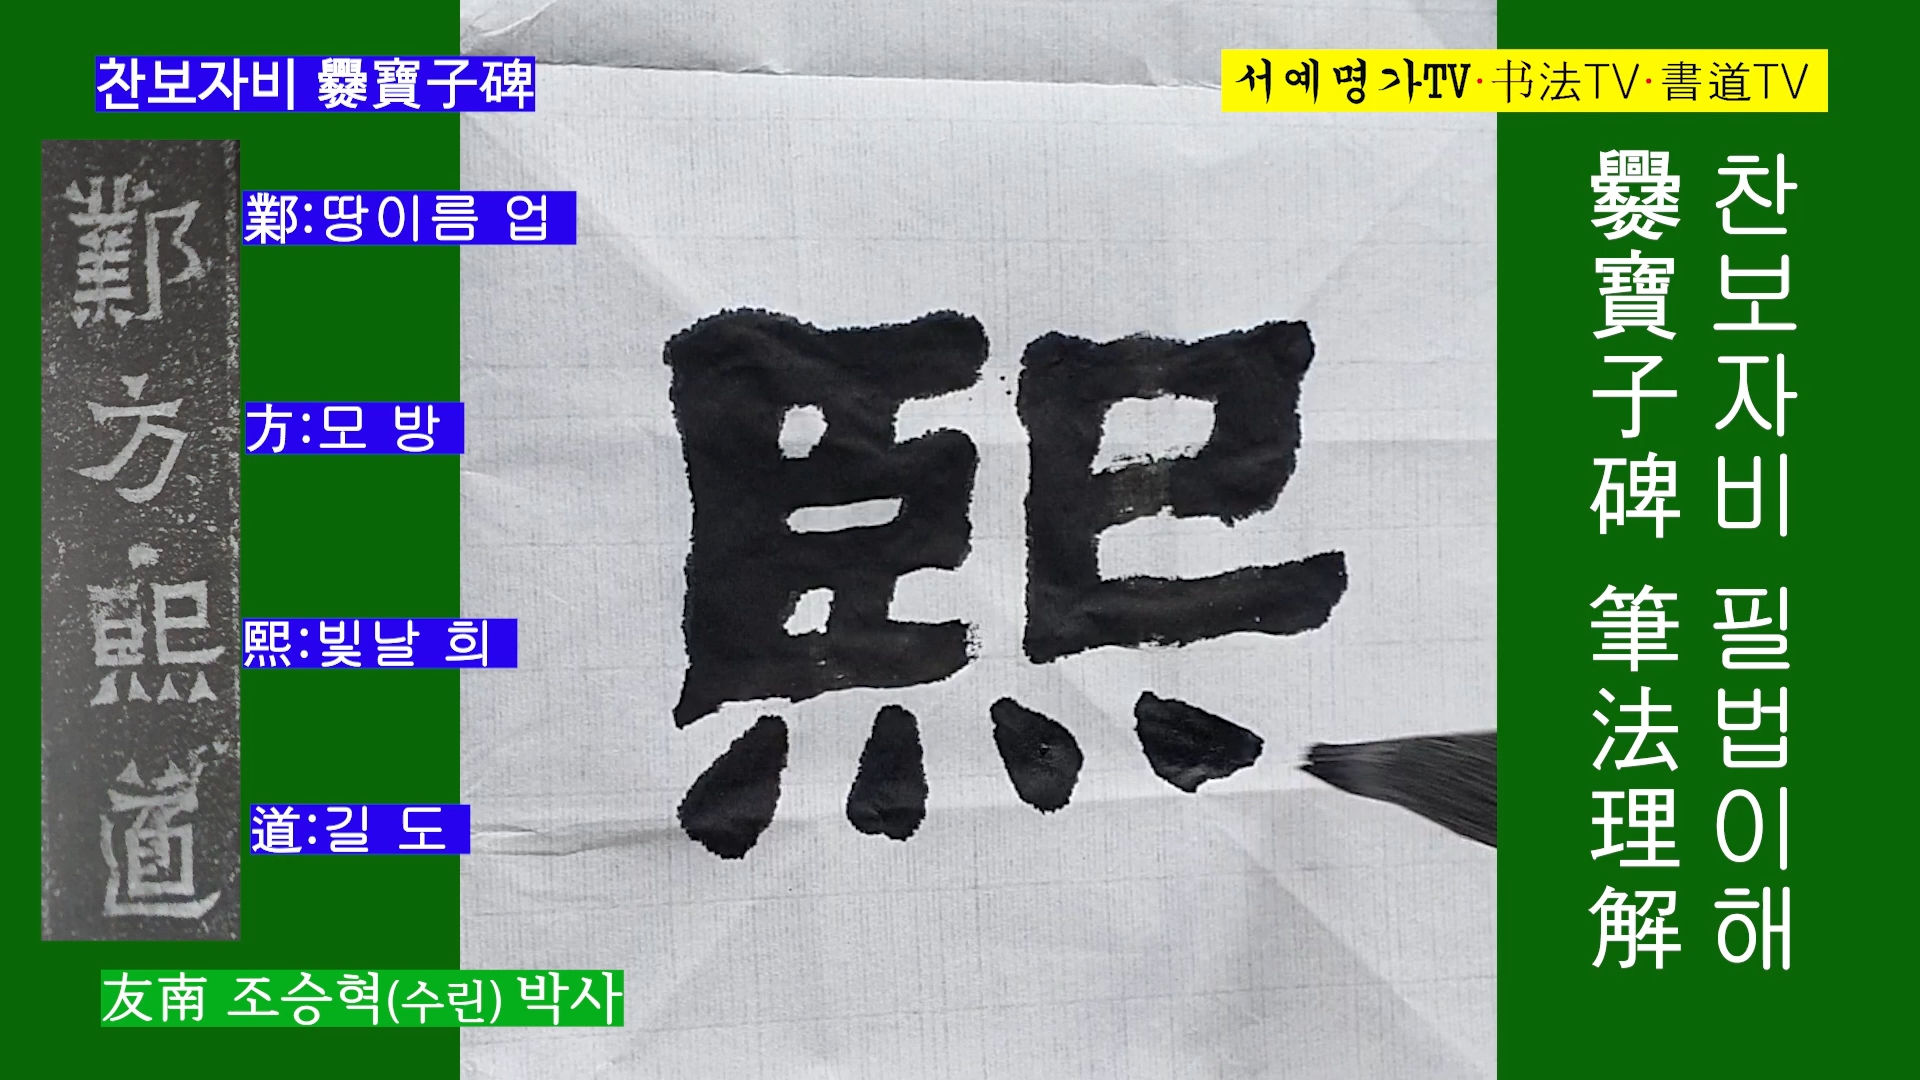 찬보자비 爨寶子碑
서예명가TV·书法TV·書道TV
鄴方熙道
鄴:땅이름 업
方:모 방
熙:빛날 희
道:길 도
熙
찬보자비 필법이해
爨寶子碑 筆法理解
友南 조승혁(수린) 박사